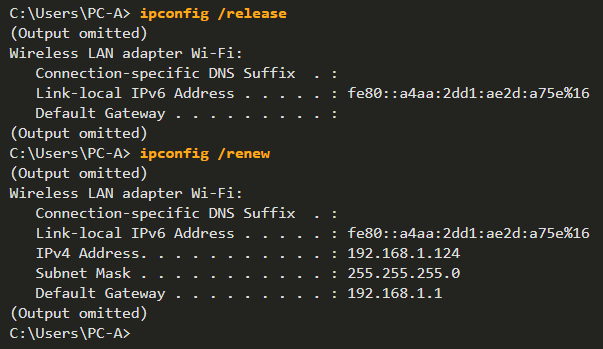 C:\Users\PC-A> ipconfig /release
(Output omitted)
Wireless LAN adapter Wi-Fi:
   Connection-specific DNS Suffix  . :
   Link-local IPv6 Address . . . . . : fe80::a4aa:2dd1:ae2d:a75e%16
   Default Gateway . . . . . . . . . :
(Output omitted)
C:\Users\PC-A> ipconfig /renew
(Output omitted)
Wireless LAN adapter Wi-Fi:
   Connection-specific DNS Suffix  . :
   Link-local IPv6 Address . . . . . : fe80::a4aa:2dd1:ae2d:a75e%16
   IPv4 Address. . . . . . . . . . . : 192.168.1.124
   Subnet Mask . . . . . . . . . . . : 255.255.255.0
   Default Gateway . . . . . . . . . : 192.168.1.1
(Output omitted)
C:\Users\PC-A>